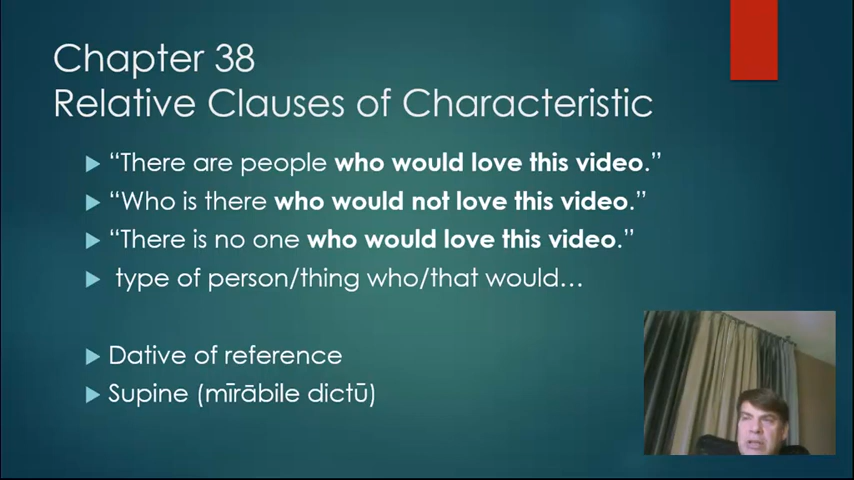 Chapter 38
Relative Clauses of Characteristic
“There are people who would love this video.”
“Who is there who would not love this video.”
“There is no one who would love this video.”
type of person/thing who/that would...
Dative of reference
Supine (mīrābile dictū)